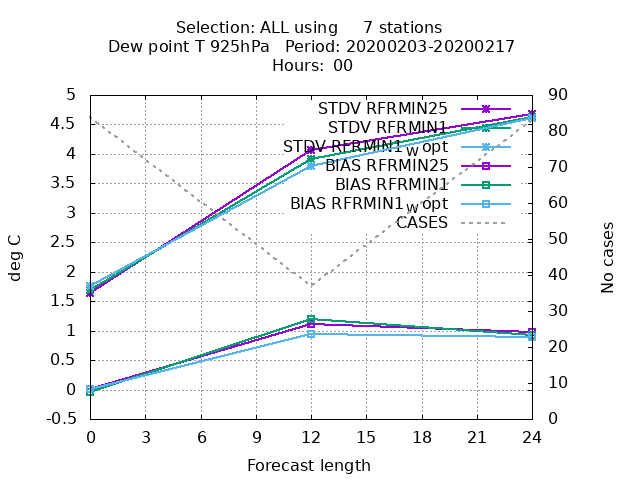 Selection: ALL using 7 stations
Dew point T 925hPa Period: 20200203-20200217
Hours: 00
5
4.5
4
3.5
3
2.5
2
1.5
1
0.5
0
-0.5
deg C
STDV RFRMIN25
STDV RFRMIN1
STDV RFRMIN1w opt
BIAS RFRMIN25
BIAS RFRMIN1
BIAS RFRMIN1w opt
CASES
90
80
70
60
50
40
30
20
10
0
No cases
0 3 6 9 12 15 18 21 24
Forecast length